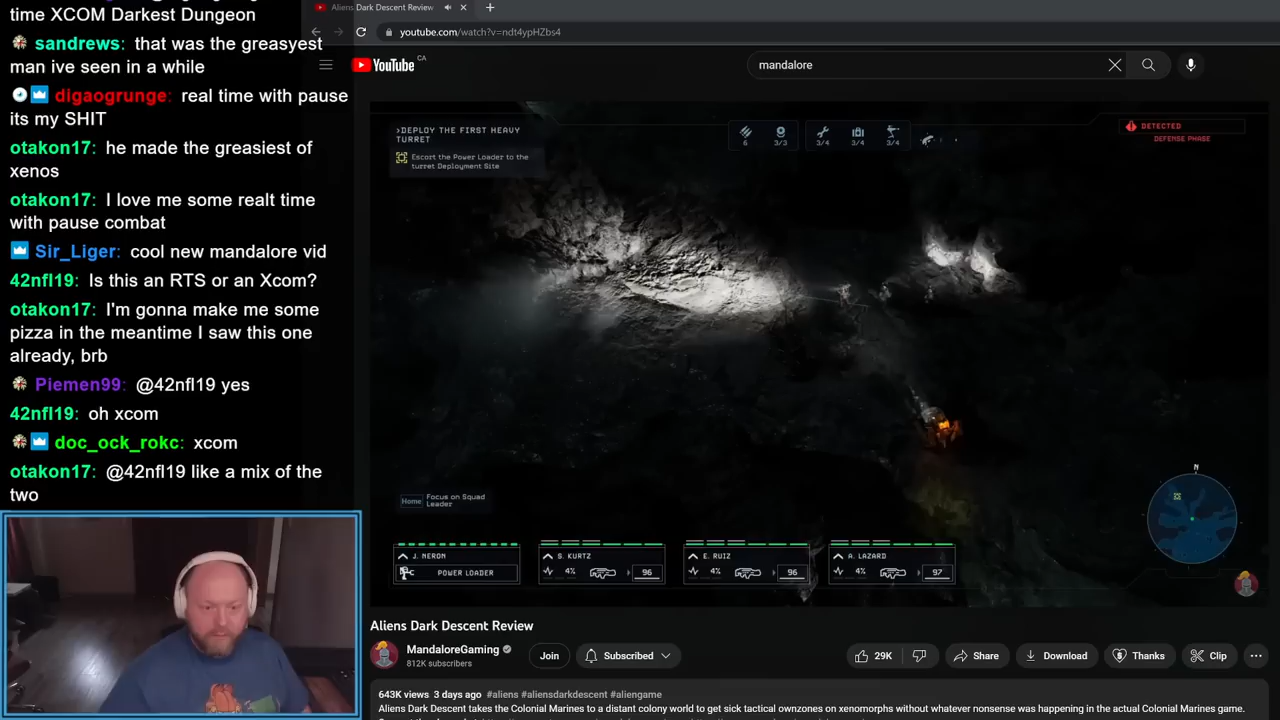 time XCOM Darkest Dungeon
sandrews: that was the greasyest
man ive seen in a while
digaogrunge: real time with pause
its my SHIT
otakon17: he made the greasiest of
xenos
otakon17: I love me some realt time
with pause combat
Sir_Liger: cool new mandalore vid
42nfl19: Is this an RTS or an Xcom?
otakon17: I'm gonna make me some
pizza in the meantime I saw this one
already, brb
Piemen99: @42nfl19 yes
42nfl19: oh xcom
doc_ock_rokc: xcom
otakon17: @42nfl19 like a mix of the
two
Aliens Dark Descent Review
youtube.com/watch?v=ndt4ypHZbs4
YouTube CA
mandalore
>DEPLOY THE FIRST HEAVY
TURRET
Escort the Power Loader to the
turret Deployment Site
6 3/3 3/4 3/4 3/4
DETECTED
DEFENSE PHASE
N
Home Focus on Squad
Leader
J. NERON
POWER LOADER
S. KURTZ
4% 96
E. RUIZ
4% 96
A. LAZARD
4% 97
Aliens Dark Descent Review
MandaloreGaming
812K subscribers
Join
Subscribed
29K
Share
Download
Thanks
Clip
643K views 3 days ago #aliens #aliensdarkdescent #aliengame
Aliens Dark Descent takes the Colonial Marines to a distant colony world to get sick tactical ownzones on xenomorphs without whatever nonsense was happening in the actual Colonial Marines game.